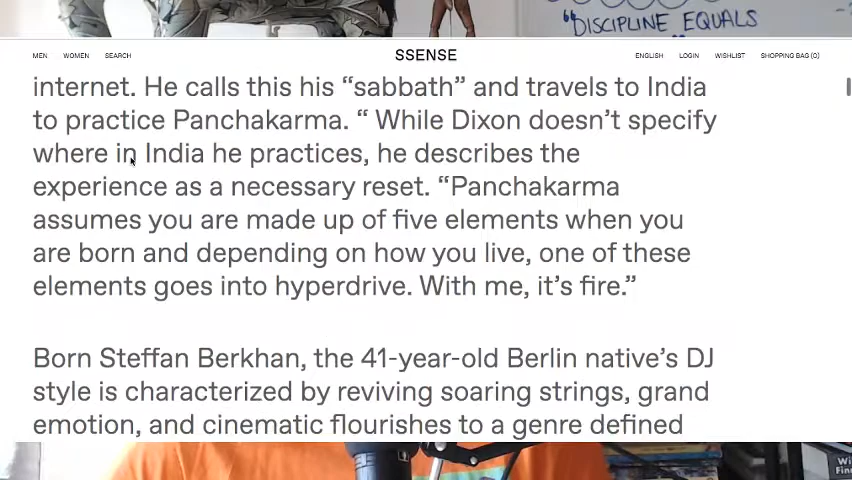 "DISCIPLINE EQUALS
MEN WOMEN SEARCH SSENSE ENGLISH LOGIN WISHLIST SHOPPING BAG (0)
internet. He calls this his “sabbath” and travels to India
to practice Panchakarma. “ While Dixon doesn’t specify
where in India he practices, he describes the
experience as a necessary reset. “Panchakarma
assumes you are made up of five elements when you
are born and depending on how you live, one of these
elements goes into hyperdrive. With me, it’s fire.”
Born Steffan Berkhan, the 41-year-old Berlin native’s DJ
style is characterized by reviving soaring strings, grand
emotion, and cinematic flourishes to a genre defined